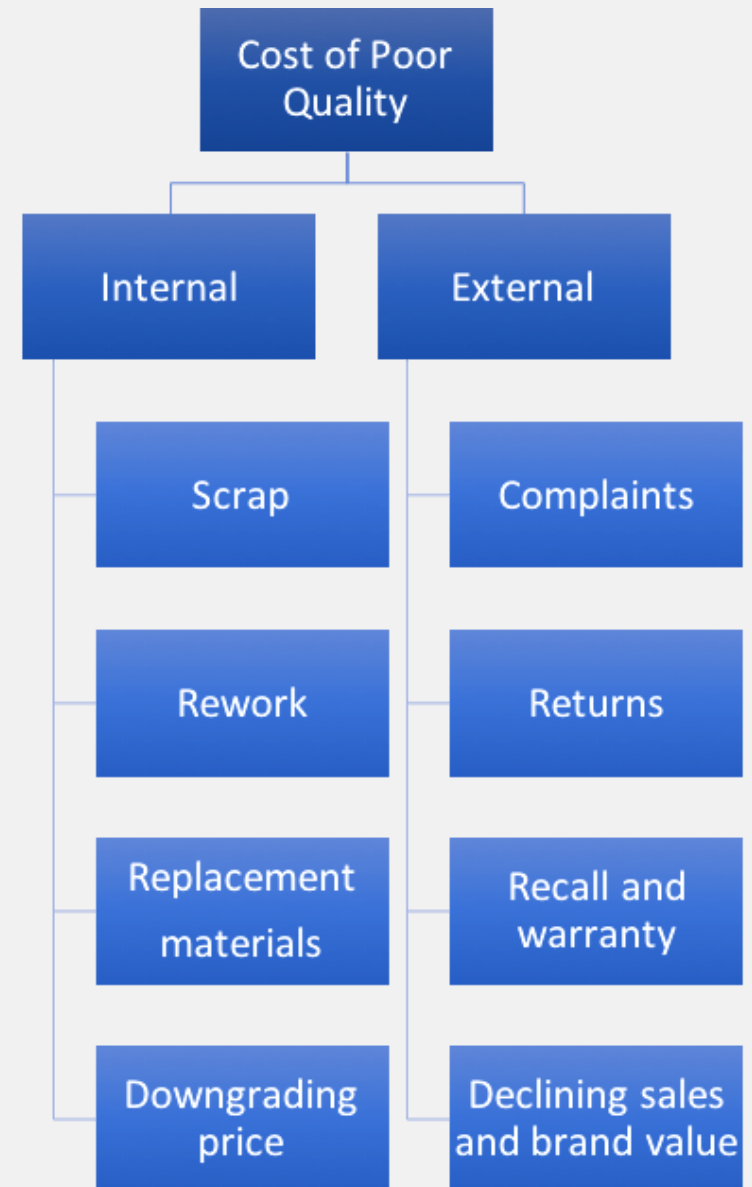 Cost of Poor
Quality
Internal
External
Scrap
Complaints
Rework
Returns
Replacement
materials
Recall and
warranty
Downgrading
price
Declining sales
and brand value